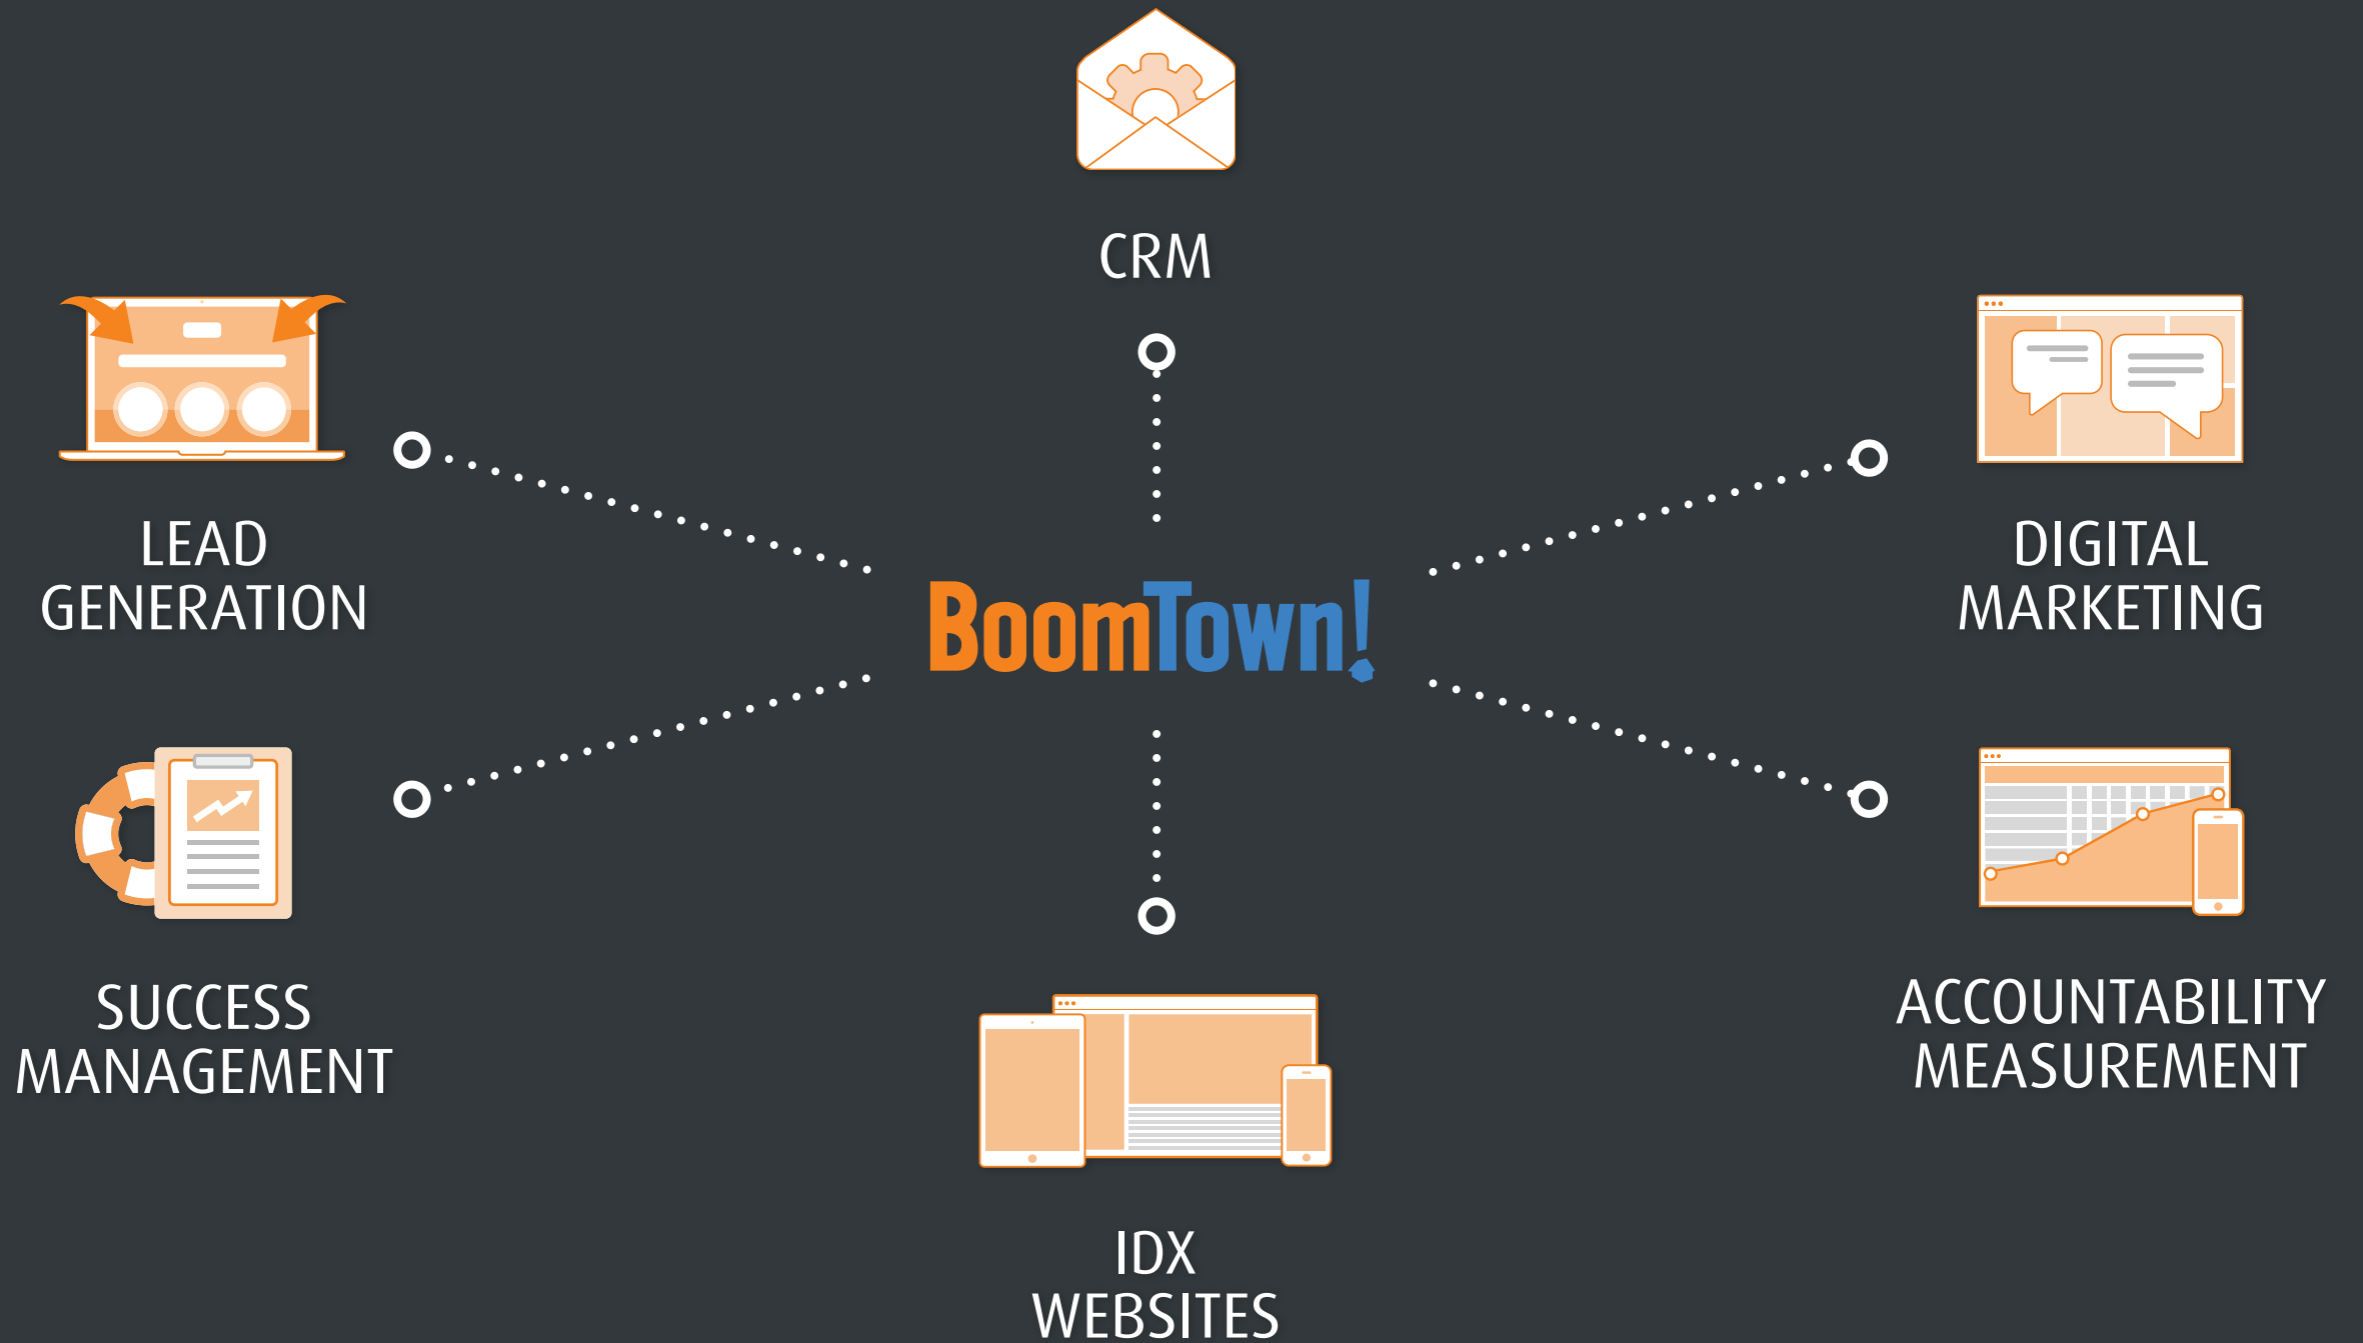 CRM
LEAD
GENERATION
DIGITAL
MARKETING
BoomTown!
SUCCESS
MANAGEMENT
ACCOUNTABILITY
MEASUREMENT
IDX
WEBSITES